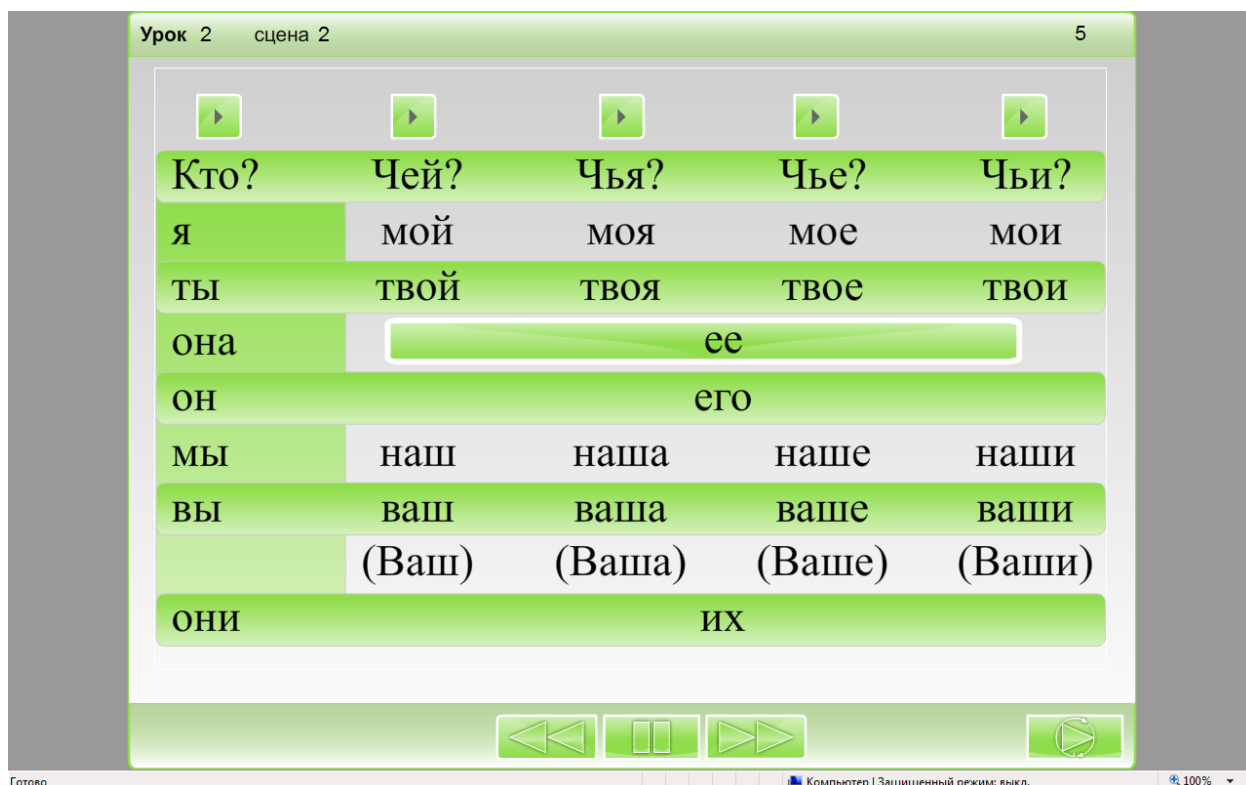 Урок 2 сцена 2 5
Кто? Чей? Чья? Чье? Чьи?
я мой моя мое мои
ты твой твоя твое твои
она ее
он его
мы наш наша наше наши
вы ваш ваша ваше ваши
(Ваш) (Ваша) (Ваше) (Ваши)
они их
Готово Компьютер | Защищенный режим: выкл. 100%